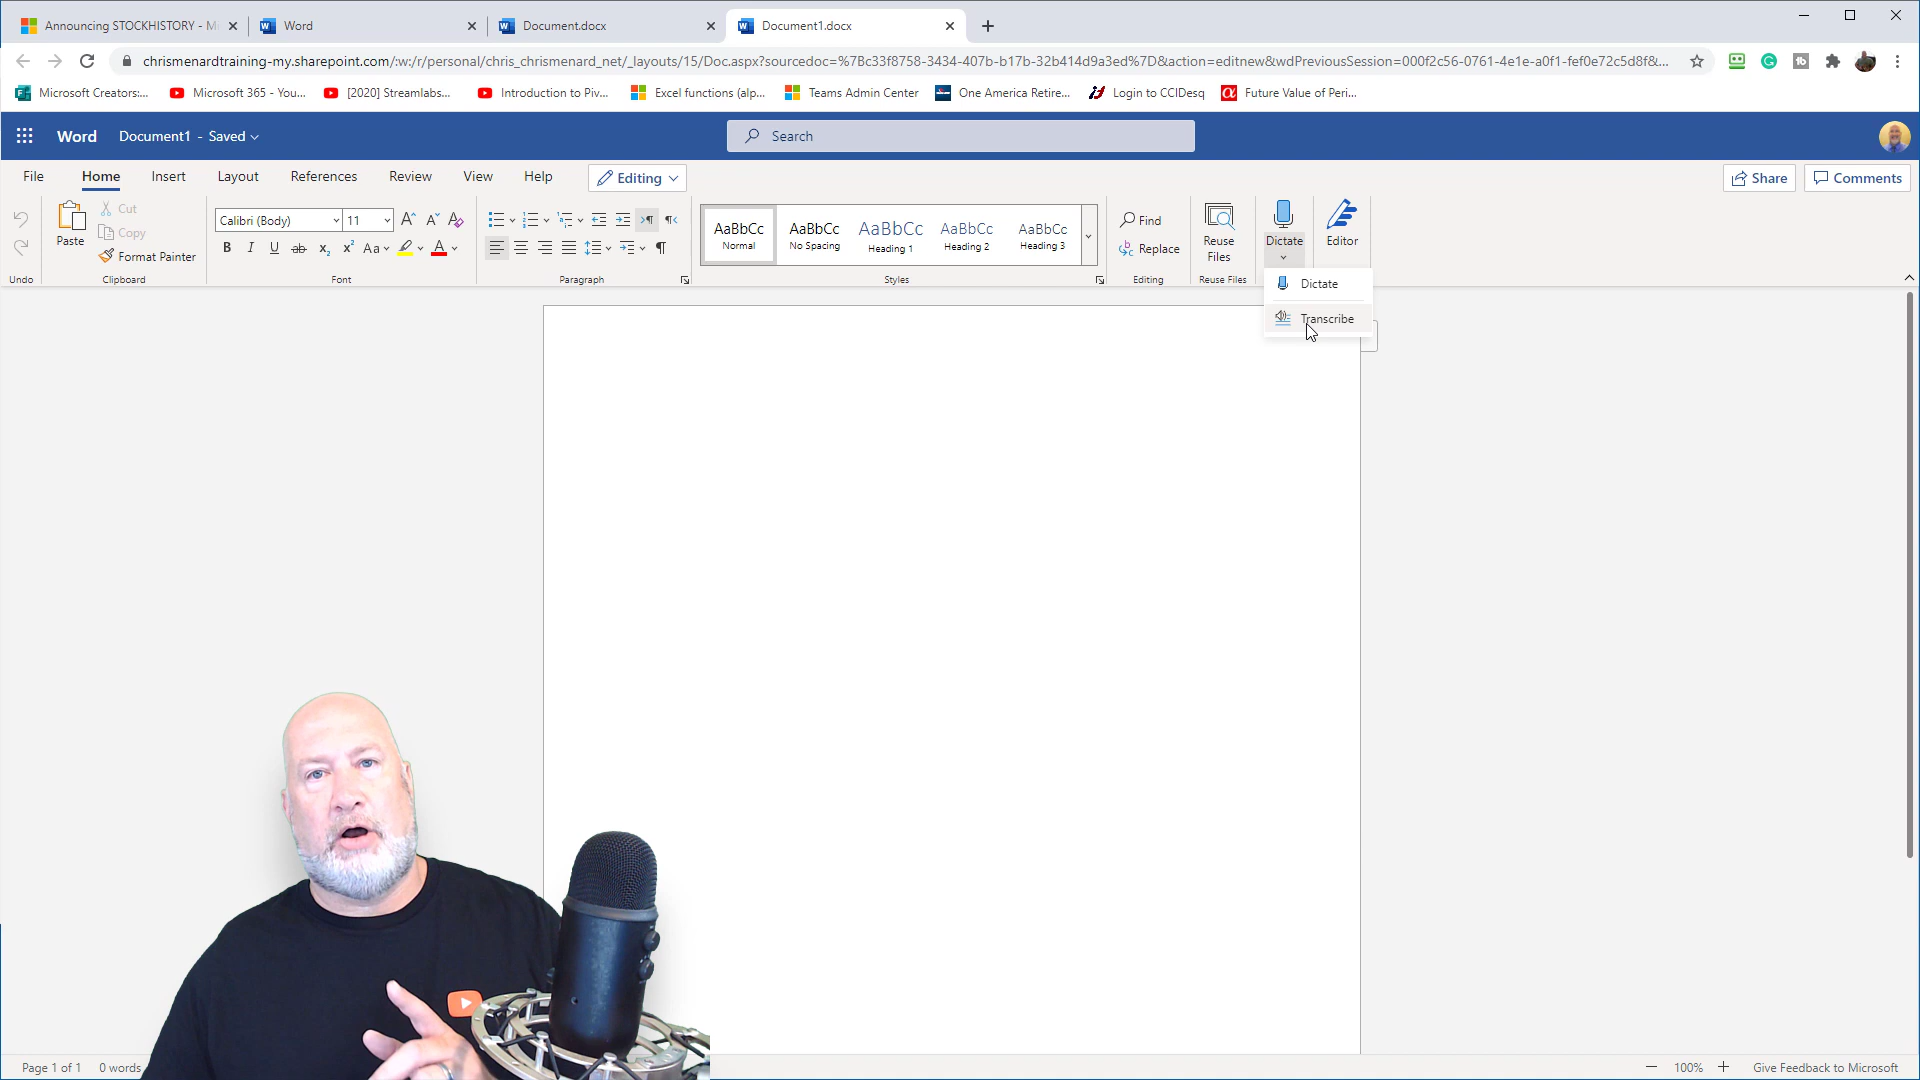 Announcing STOCKHISTORY - M
Word
Document.docx
Document1.docx
chrismenardtraining-my.sharepoint.com/:w:/r/personal/chris_chrismenard_net/_layouts/15/Doc.aspx?sourcedoc=%7Bc33f8758-3434-407b-b17b-32b414d9a3ed%7D&action=editnew&wdPreviousSession=000f2c56-0761-4e1e-a0f1-fef0e72c5d8f&...
Microsoft Creators:...
Microsoft 365 - You...
[2020] Streamlabs...
Introduction to Piv...
Excel functions (alp...
Teams Admin Center
One America Retire...
Login to CCIDesq
Future Value of Peri...
Word Document1 - Saved
Search
File Home Insert Layout References Review View Help Editing Share Comments
Paste
Cut
Copy
Format Painter
Calibri (Body) 11
B I U ab x₂ x² Aa A
AaBbCc AaBbCc AaBbCc AaBbCc AaBbCc
Normal No Spacing Heading 1 Heading 2 Heading 3
Find
Replace
Reuse
Files
Dictate
Editor
Undo Clipboard Font Paragraph Styles Editing Reuse Files
Dictate
Transcribe
Page 1 of 1 0 words
100% Give Feedback to Microsoft